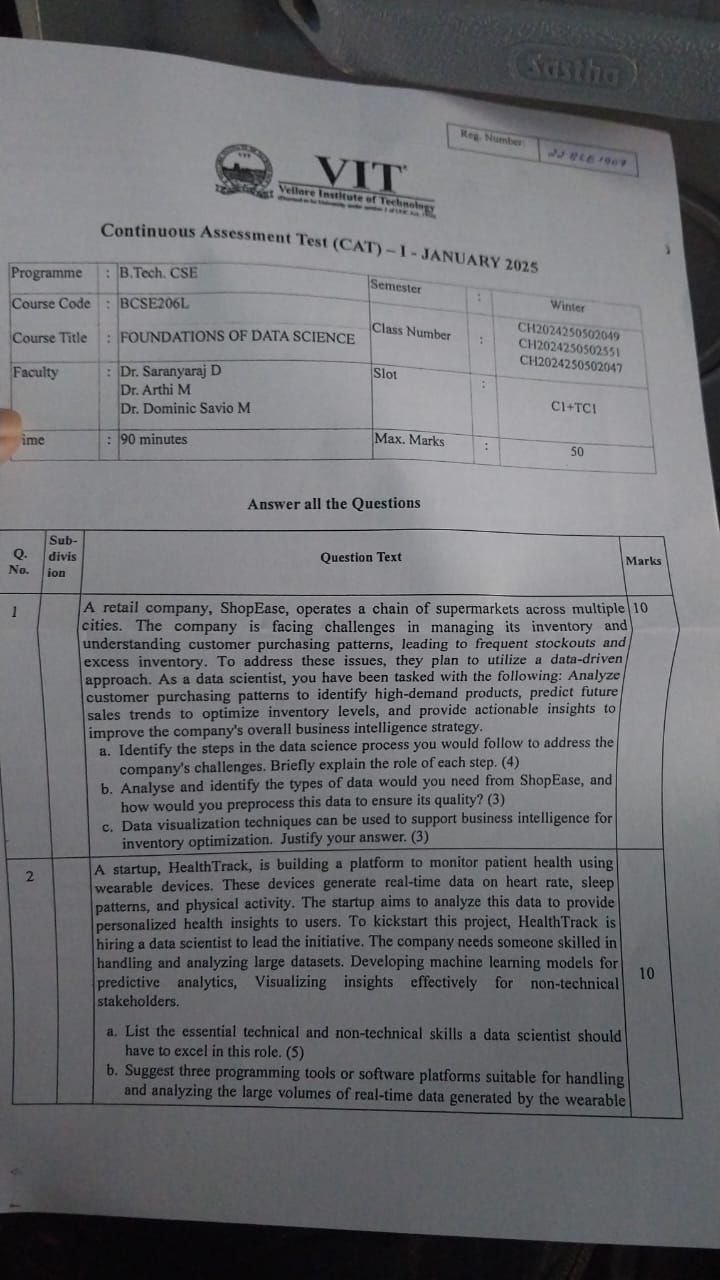 Sastha
Reg. Number:
VIT
Vellore Institute of Technology
Continuous Assessment Test (CAT) – I - JANUARY 2025
Programme : B.Tech. CSE Semester : Winter
Course Code : BCSE206L
Course Title : FOUNDATIONS OF DATA SCIENCE Class Number : CH2024250502049
CH2024250502551
CH2024250502047
Faculty : Dr. Saranyaraj D Slot : C1+TC1
Dr. Arthi M
Dr. Dominic Savio M
ime : 90 minutes Max. Marks : 50
Answer all the Questions
Q. No. Sub-divis ion Question Text Marks
1 A retail company, ShopEase, operates a chain of supermarkets across multiple 10
cities. The company is facing challenges in managing its inventory and
understanding customer purchasing patterns, leading to frequent stockouts and
excess inventory. To address these issues, they plan to utilize a data-driven
approach. As a data scientist, you have been tasked with the following: Analyze
customer purchasing patterns to identify high-demand products, predict future
sales trends to optimize inventory levels, and provide actionable insights to
improve the company's overall business intelligence strategy.
a. Identify the steps in the data science process you would follow to address the
company's challenges. Briefly explain the role of each step. (4)
b. Analyse and identify the types of data would you need from ShopEase, and
how would you preprocess this data to ensure its quality? (3)
c. Data visualization techniques can be used to support business intelligence for
inventory optimization. Justify your answer. (3)
2 A startup, HealthTrack, is building a platform to monitor patient health using
wearable devices. These devices generate real-time data on heart rate, sleep
patterns, and physical activity. The startup aims to analyze this data to provide
personalized health insights to users. To kickstart this project, HealthTrack is
hiring a data scientist to lead the initiative. The company needs someone skilled in
handling and analyzing large datasets. Developing machine learning models for
predictive analytics, Visualizing insights effectively for non-technical 10
stakeholders.
a. List the essential technical and non-technical skills a data scientist should
have to excel in this role. (5)
b. Suggest three programming tools or software platforms suitable for handling
and analyzing the large volumes of real-time data generated by the wearable